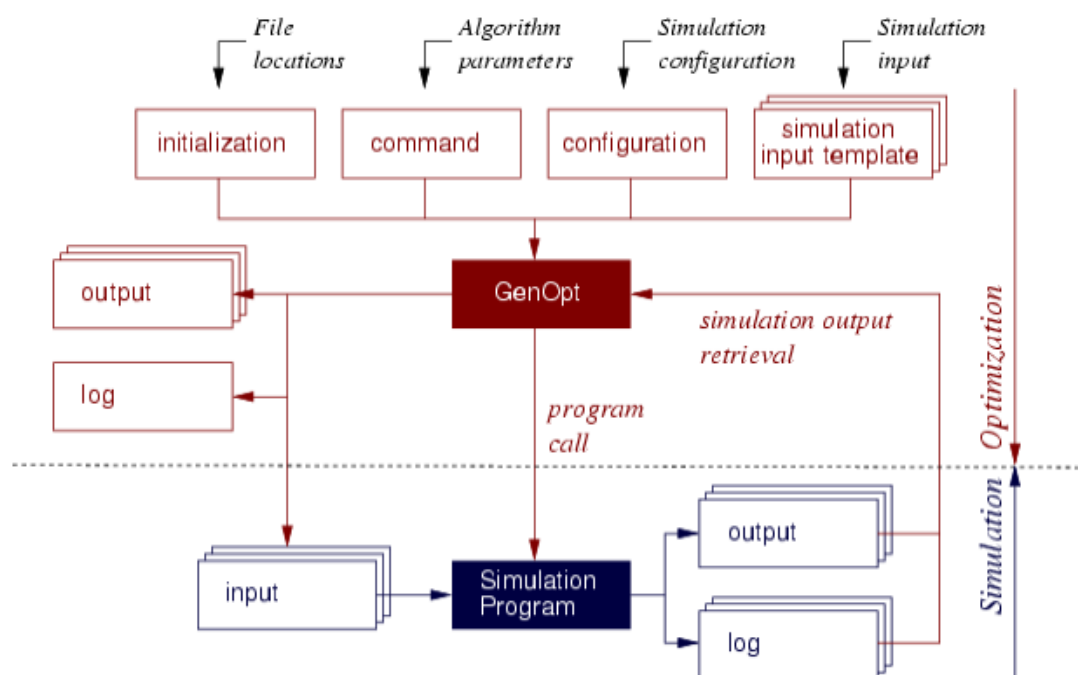 File
locations
Algorithm
parameters
Simulation
configuration
Simulation
input
initialization
command
configuration
simulation
input template
output
GenOpt
simulation output
retrieval
log
program
call
Optimization
Simulation
input
Simulation
Program
output
log